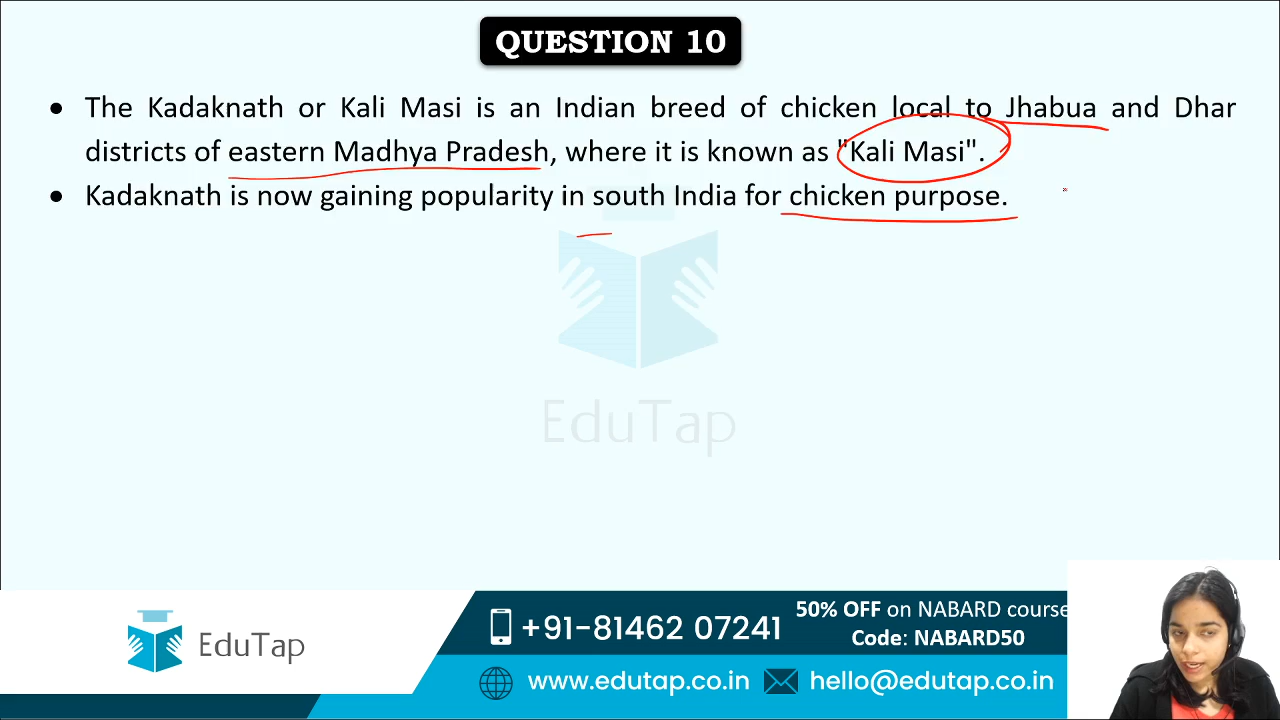 QUESTION 10
• The Kadaknath or Kali Masi is an Indian breed of chicken local to Jhabua and Dhar
districts of eastern Madhya Pradesh, where it is known as "Kali Masi".
• Kadaknath is now gaining popularity in south India for chicken purpose.
EduTap
EduTap
+91-81462 07241
50% OFF on NABARD course
Code: NABARD50
www.edutap.co.in
hello@edutap.co.in